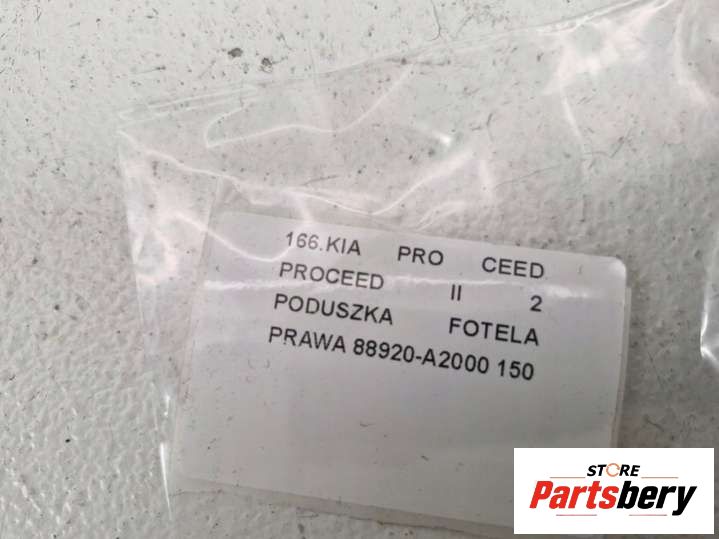 166.KIA PRO CEED
PROCEED II 2
PODUSZKA FOTELA
PRAWA 88920-A2000 150
STORE
Partsbery